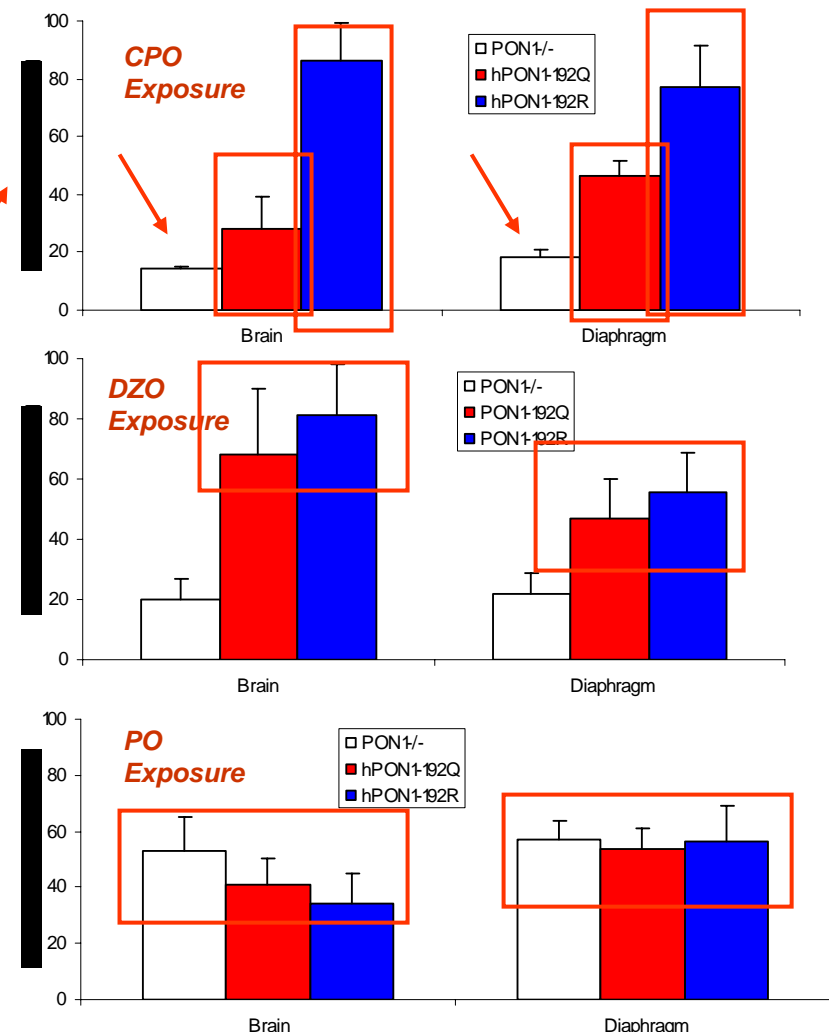 100
80
60
40
20
0
CPO
Exposure
PON1-/-
hPON1-192Q
hPON1-192R
Brain
Diaphragm
100
80
60
40
20
0
DZO
Exposure
PON1-/-
PON1-192Q
PON1-192R
Brain
Diaphragm
100
80
60
40
20
0
PO
Exposure
PON1-/-
hPON1-192Q
hPON1-192R
Brain
Diaphragm